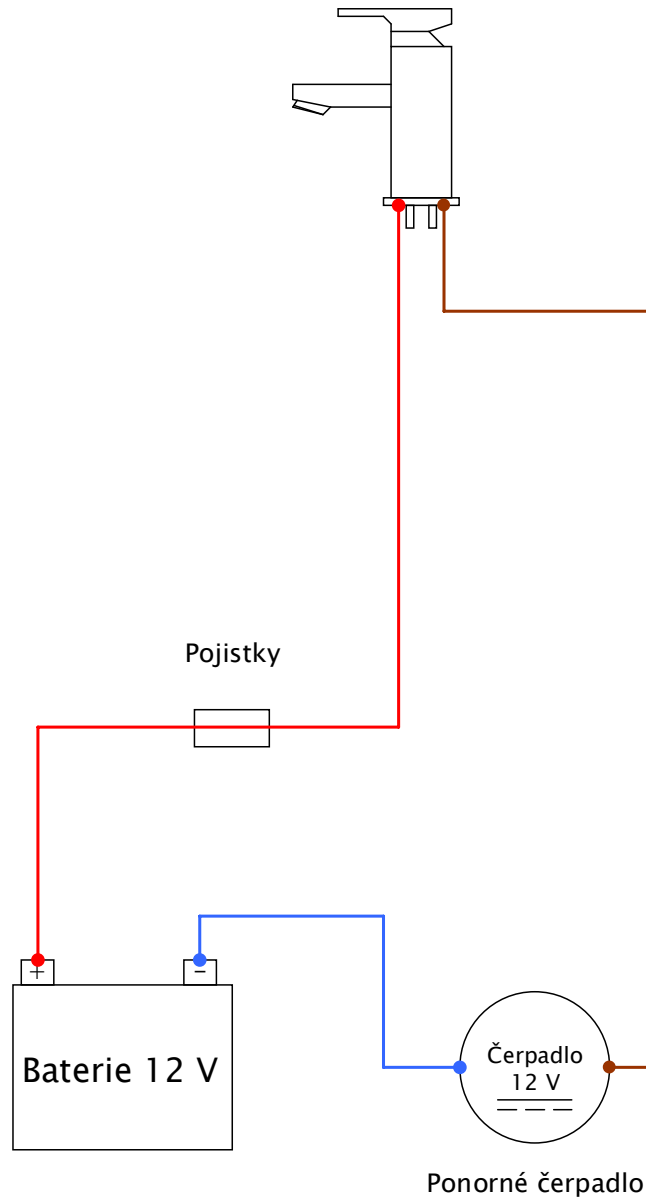 Pojistky
+
-
Baterie 12 V
Čerpadlo
12 V
Ponorné čerpadlo